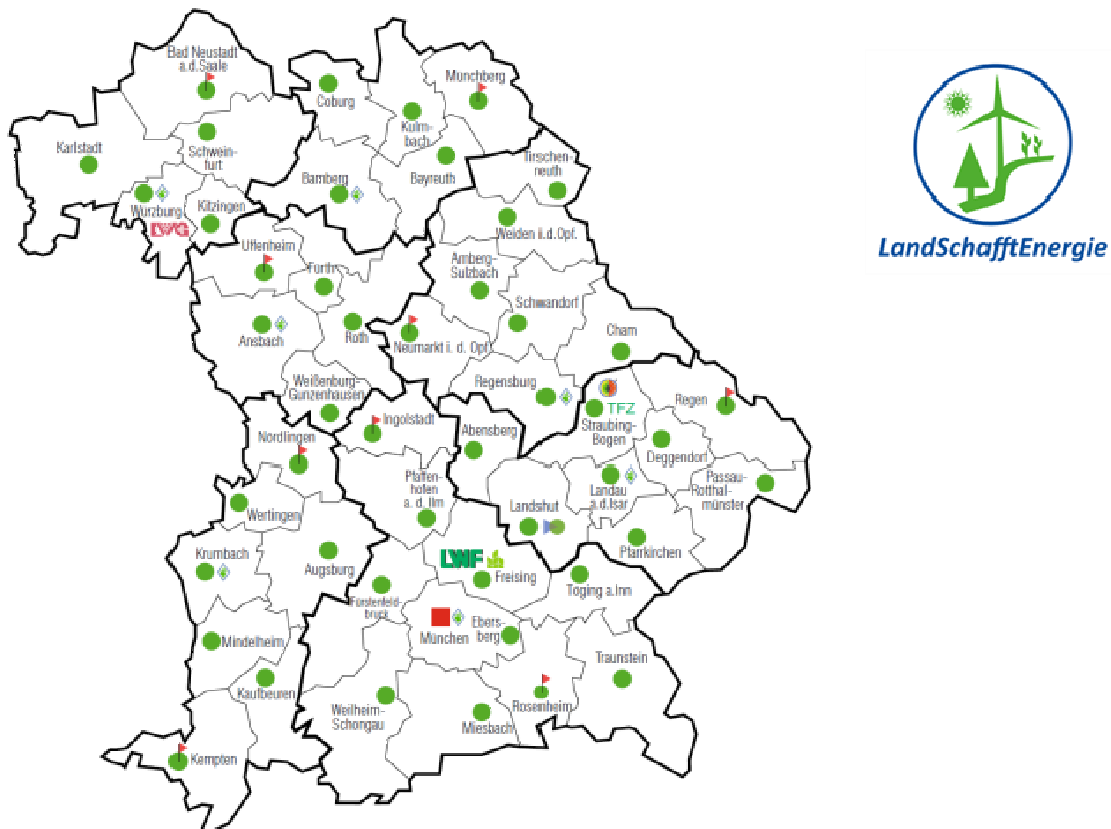 Bad Neustadt
a.d.Saale
Münchberg
Coburg
Kulm-
bach
Karlstadt
Schwein-
furt
Bayreuth
Tirschen-
reuth
Bamberg
Würzburg
Kitzingen
LWG
Weiden i.d.Opf.
Uffenheim
Fürth
Amberg-
Sulzbach
Schwandorf
Ansbach
Roth
Neumarkt i. d. Opf.
Cham
Weißenburg-
Gunzenhausen
Regensburg
TFZ
Straubing-
Bogen
Regen
Ingolstadt
Abensberg
Nördlingen
Deggendorf
Pfaffen-
hofen
a. d. Ilm
Landau
a.d.Isar
Passau-
Rotthal-
münster
Wertingen
Landshut
Krumbach
Augsburg
Pfarrkirchen
LWF
Freising
Fürstenfeld-
bruck
Töging a.Inn
München
Ebers-
berg
Mindelheim
Traunstein
Kaufbeuren
Weilheim-
Schongau
Miesbach
Rosenheim
Kempten
LandSchafftEnergie